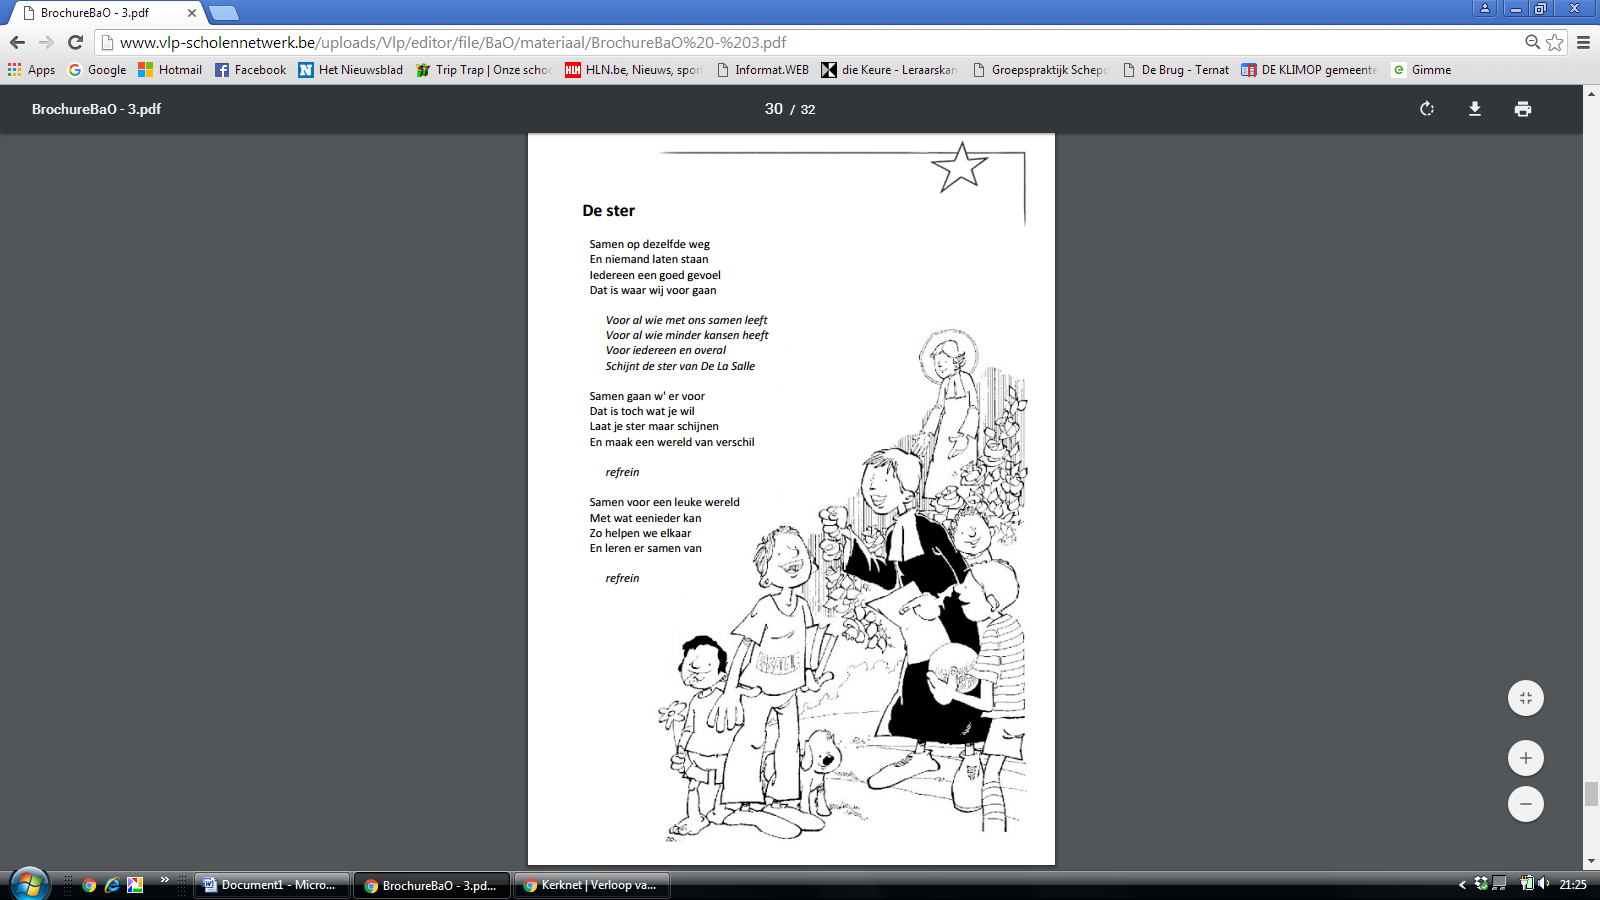 BrochureBaO - 3.pdf
www.vlp-scholennetwerk.be/uploads/Vlp/editor/file/BaO/materiaal/BrochureBaO%20-%203.pdf
Apps Google Hotmail Facebook Het Nieuwsblad Trip Trap | Onze scho HLN.be, Nieuws, spor Informat.WEB die Keure - Leraarskan Groepspraktijk Schep De Brug - Ternat DE KLIMOP gemeente Gimme
BrochureBaO - 3.pdf 30 / 32
De ster
Samen op dezelfde weg
En niemand laten staan
Iedereen een goed gevoel
Dat is waar wij voor gaan
Voor al wie met ons samen leeft
Voor al wie minder kansen heeft
Voor iedereen en overal
Schijnt de ster van De La Salle
Samen gaan w' er voor
Dat is toch wat je wil
Laat je ster maar schijnen
En maak een wereld van verschil
refrein
Samen voor een leuke wereld
Met wat eenieder kan
Zo helpen we elkaar
En leren er samen van
refrein
Document1 - Micro... BrochureBaO - 3.pd... Kerknet | Verloop va... 21:25